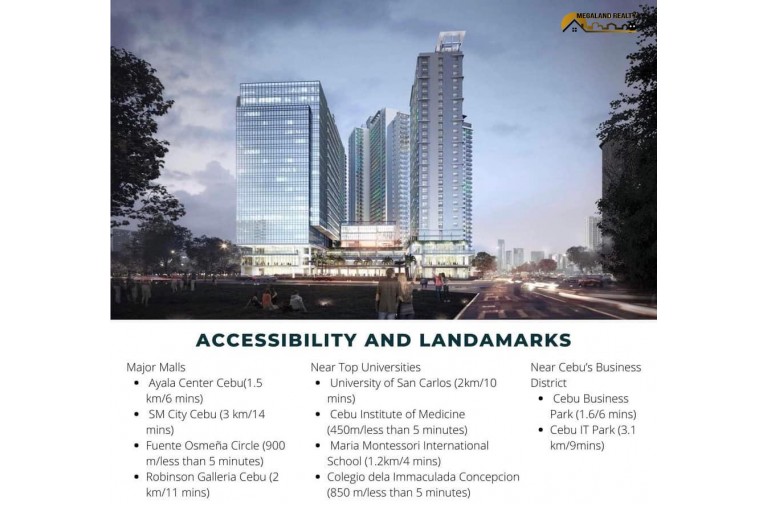 MEGALAND REALTY
ACCESSIBILITY AND LANDAMARKS
Major Malls
• Ayala Center Cebu(1.5
km/6 mins)
• SM City Cebu (3 km/14
mins)
• Fuente Osmeña Circle (900
m/less than 5 minutes)
• Robinson Galleria Cebu (2
km/11 mins)
Near Top Universities
• University of San Carlos (2km/10
mins)
• Cebu Institute of Medicine
(450m/less than 5 minutes)
• Maria Montessori International
School (1.2km/4 mins)
• Colegio dela Immaculada Concepcion
(850 m/less than 5 minutes)
Near Cebu's Business
District
• Cebu Business
Park (1.6/6 mins)
• Cebu IT Park (3.1
km/9mins)